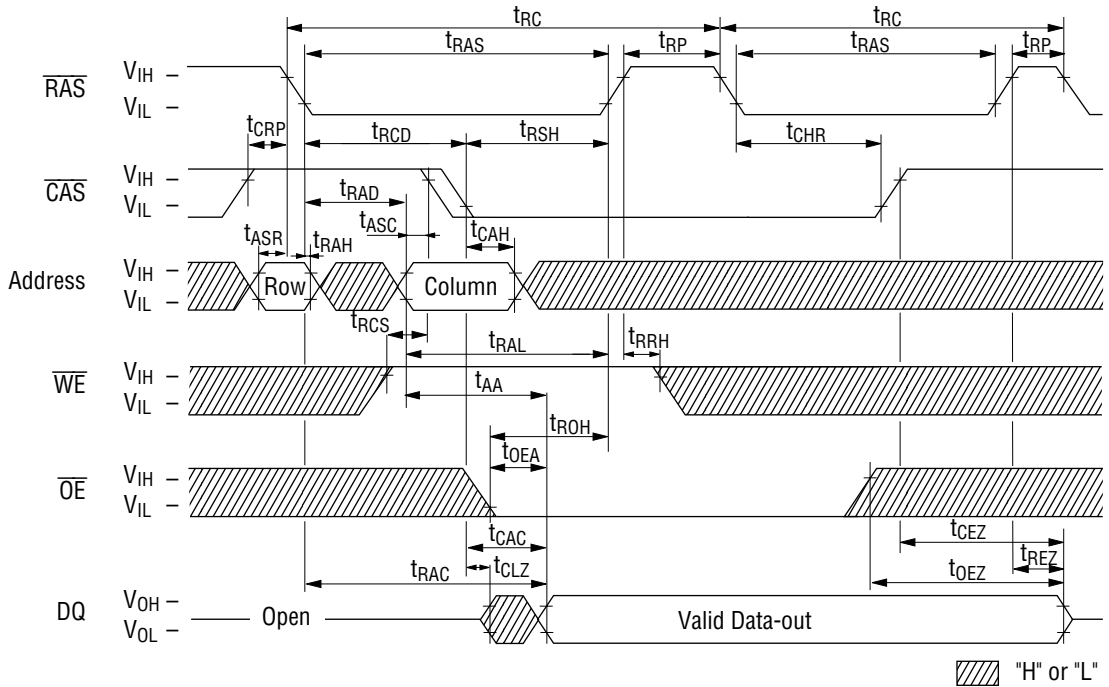 tRC tRC
tRAS tRP tRAS tRP
RAS VIH –
VIL –
tCRP tRCD tRSH tCHR
CAS VIH –
VIL –
tRAD
tASC tCAH
tASR tRAH
Address VIH –
VIL –
Row Column
tRCS tRAL tRRH
WE VIH –
VIL –
tAA
tROH
tOEA
OE VIH –
VIL –
tCAC tCEZ
tRAC tCLZ tOEZ tREZ
DQ VOH –
VOL –
Open Valid Data-out
"H" or "L"